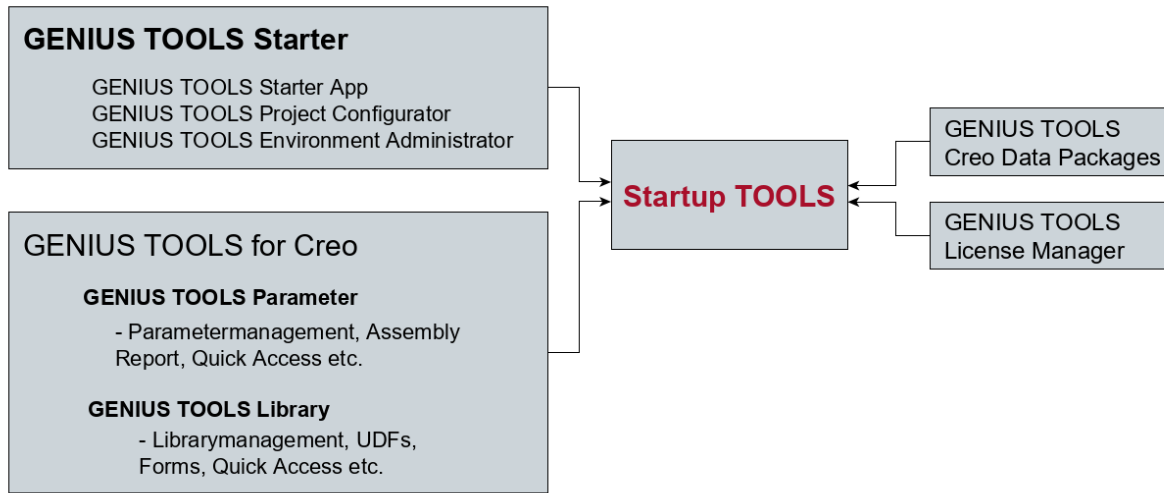 GENIUS TOOLS Starter
GENIUS TOOLS Starter App
GENIUS TOOLS Project Configurator
GENIUS TOOLS Environment Administrator
GENIUS TOOLS for Creo
GENIUS TOOLS Parameter
- Parametermanagement, Assembly
Report, Quick Access etc.
GENIUS TOOLS Library
- Librarymanagement, UDFs,
Forms, Quick Access etc.
Startup TOOLS
GENIUS TOOLS
Creo Data Packages
GENIUS TOOLS
License Manager